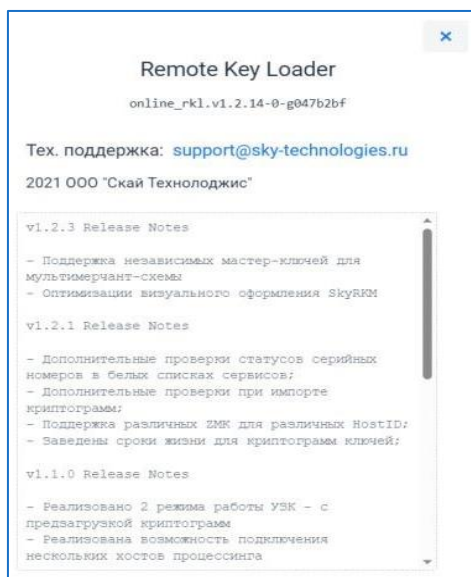 ×
Remote Key Loader
online_rkl.v1.2.14-0-g047b2bf
Тех. поддержка: support@sky-technologies.ru
2021 ООО "Скай Технолоджис"
v1.2.3 Release Notes
- Поддержка независимых мастер-ключей для
мультимерчант-схемы
- Оптимизации визуального оформления SkyRKM
v1.2.1 Release Notes
- Дополнительные проверки статусов серийных
номеров в белых списках сервисов;
- Дополнительные проверки при импорте
криптограмм;
- Поддержка различных ZMK для различных HostID;
- Заведены сроки жизни для криптограмм ключей;
v1.1.0 Release Notes
- Реализовано 2 режима работы УЗК - с
предзагрузкой криптограмм
- Реализована возможность подключения
нескольких хостов процессинга